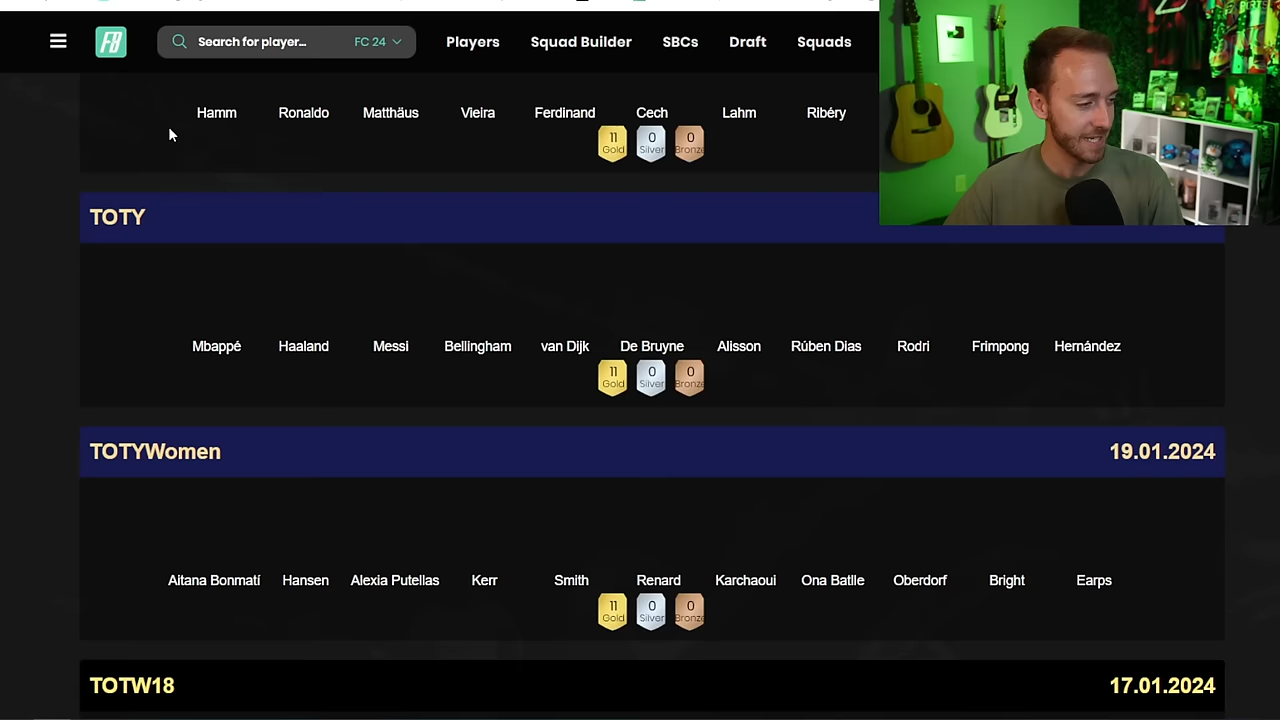 FB Search for player... FC 24 Players Squad Builder SBCs Draft Squads
Hamm Ronaldo Matthäus Vieira Ferdinand Cech Lahm Ribéry
11 0 0
Gold Silver Bronze
TOTY
Mbappé Haaland Messi Bellingham van Dijk De Bruyne Alisson Rúben Dias Rodri Frimpong Hernández
11 0 0
Gold Silver Bronze
TOTYWomen 19.01.2024
Aitana Bonmatí Hansen Alexia Putellas Kerr Smith Renard Karchaoui Ona Batlle Oberdorf Bright Earps
11 0 0
Gold Silver Bronze
TOTW18 17.01.2024